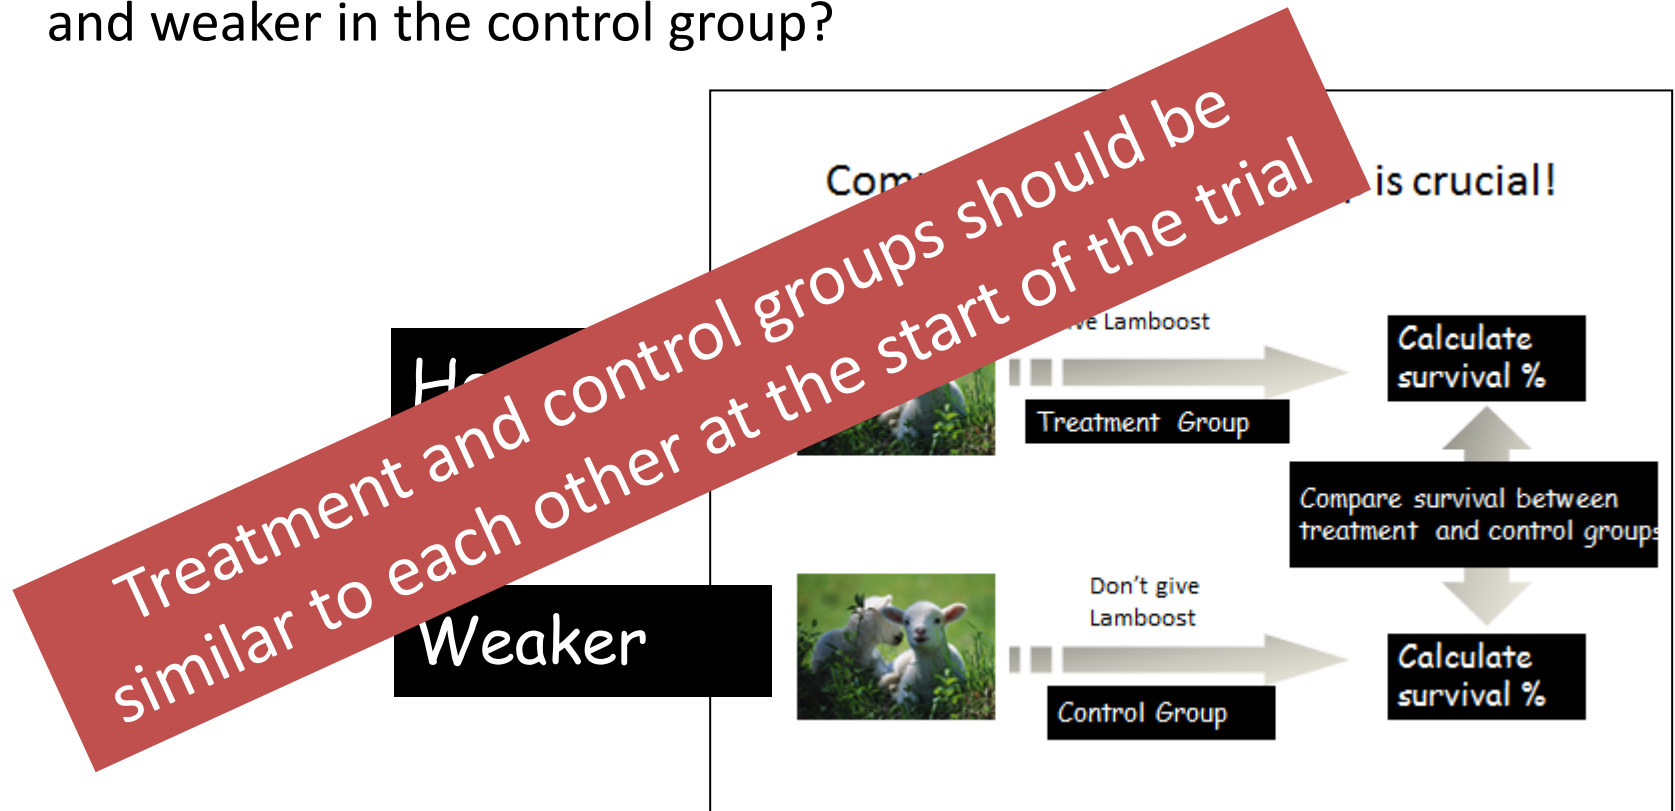 and weaker in the control group?
is crucial!
Treatment and control groups should be
similar to each other at the start of the trial
Lamboost
Treatment Group
Calculate
survival %
Compare survival between
treatment and control groups
Weaker
Don't give
Lamboost
Control Group
Calculate
survival %